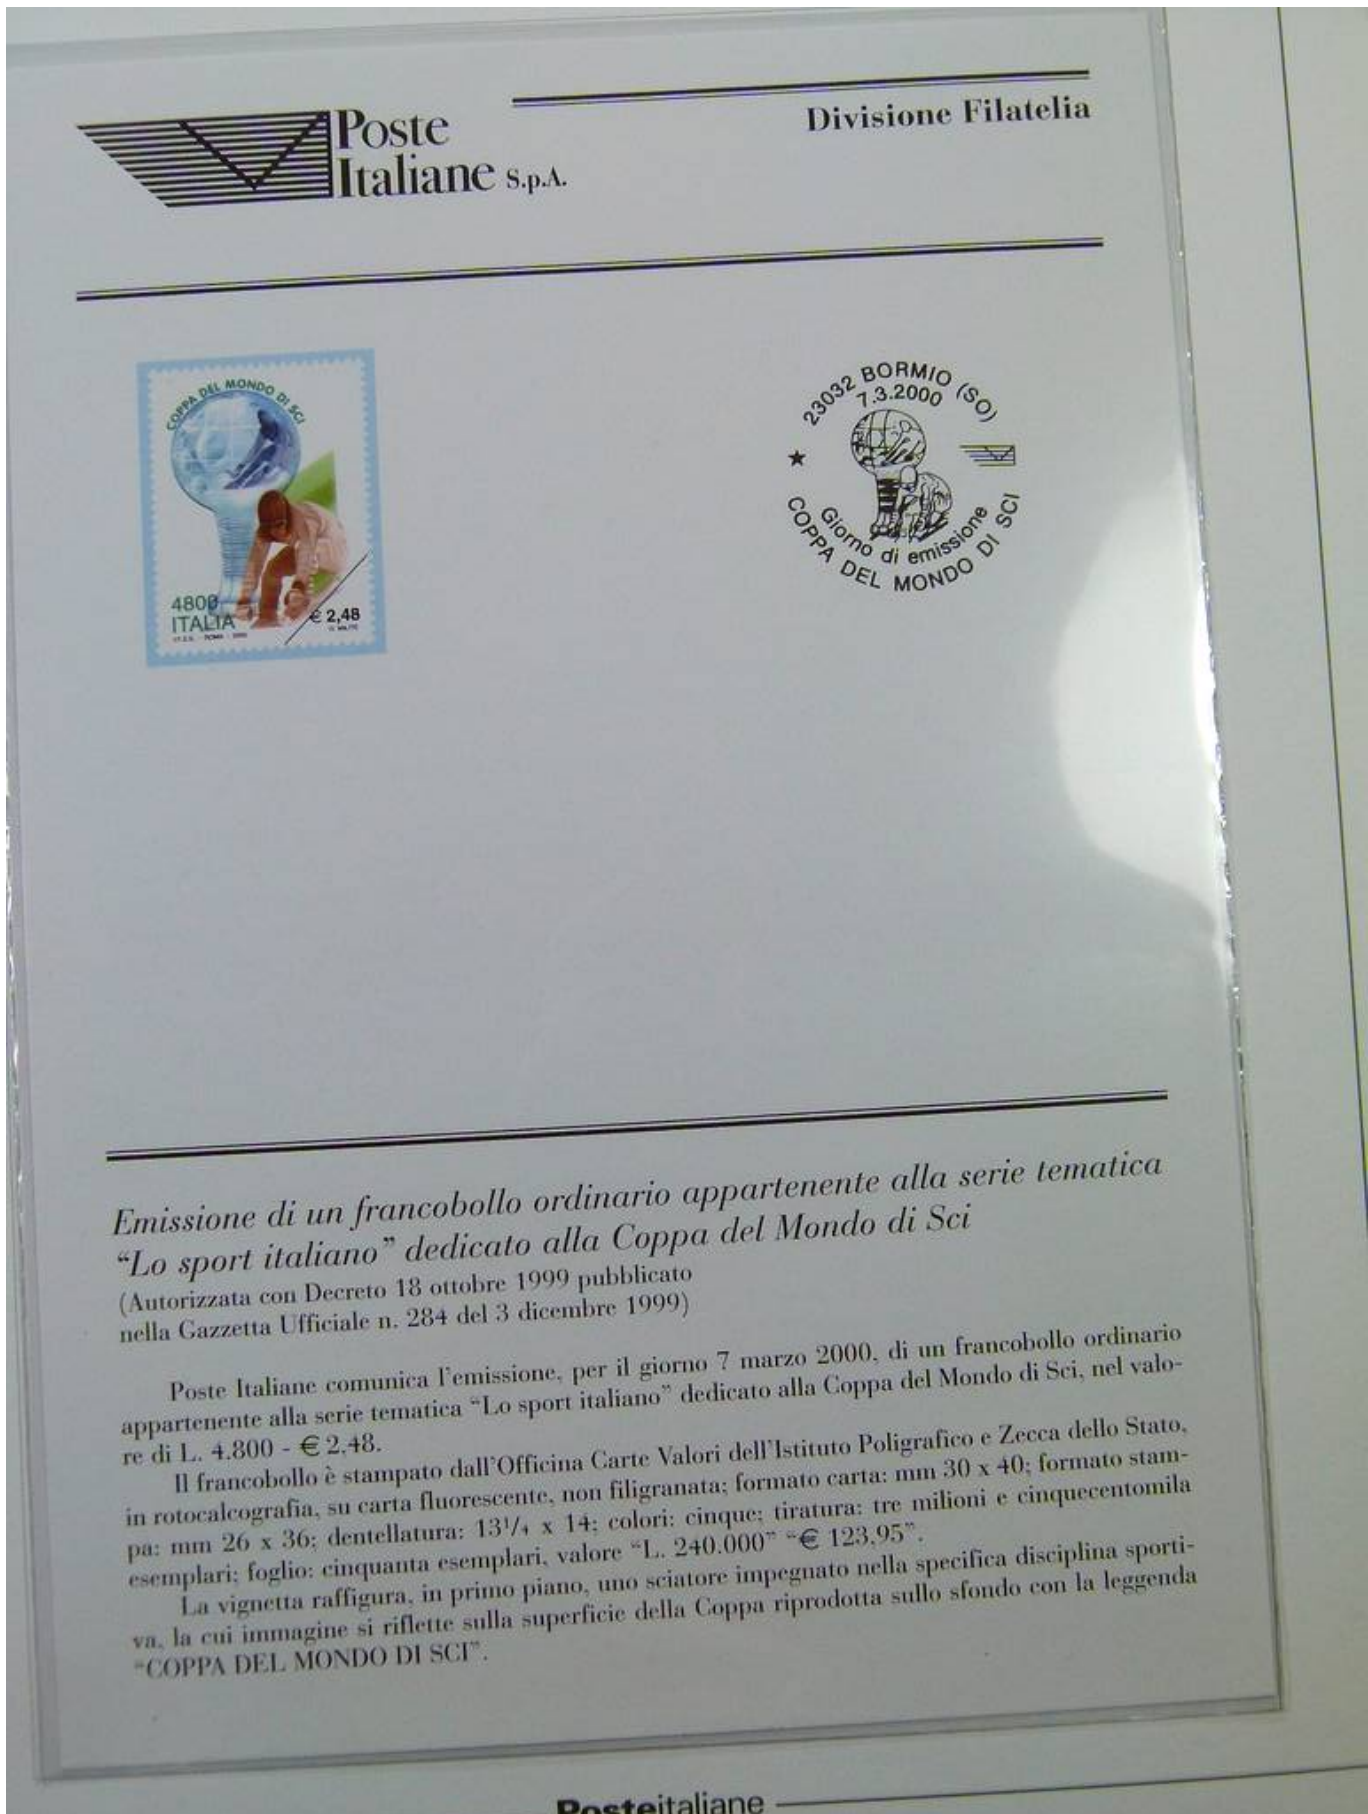 Poste
Italiane S.p.A.
Divisione Filatelia
COPPA DEL MONDO DI SCI
4800
ITALIA
€ 2,48
23032 BORMIO (SO)
7.3.2000
Giorno di emissione
COPPA DEL MONDO DI SCI
Emissione di un francobollo ordinario appartenente alla serie tematica
“Lo sport italiano” dedicato alla Coppa del Mondo di Sci
(Autorizzata con Decreto 18 ottobre 1999 pubblicato
nella Gazzetta Ufficiale n. 284 del 3 dicembre 1999)
Poste Italiane comunica l'emissione, per il giorno 7 marzo 2000, di un francobollo ordinario
appartenente alla serie tematica “Lo sport italiano” dedicato alla Coppa del Mondo di Sci, nel valo-
re di L. 4.800 - € 2,48.
Il francobollo è stampato dall'Officina Carte Valori dell'Istituto Poligrafico e Zecca dello Stato,
in rotocalcografia, su carta fluorescente, non filigranata; formato carta: mm 30 x 40; formato stam-
pa: mm 26 x 36; dentellatura: 13¼ x 14; colori: cinque; tiratura: tre milioni e cinquecentomila
esemplari; foglio: cinquanta esemplari, valore “L. 240.000” “€ 123,95”.
La vignetta raffigura, in primo piano, uno sciatore impegnato nella specifica disciplina sporti-
va, la cui immagine si riflette sulla superficie della Coppa riprodotta sullo sfondo con la leggenda
“COPPA DEL MONDO DI SCI”.
Posteitaliane